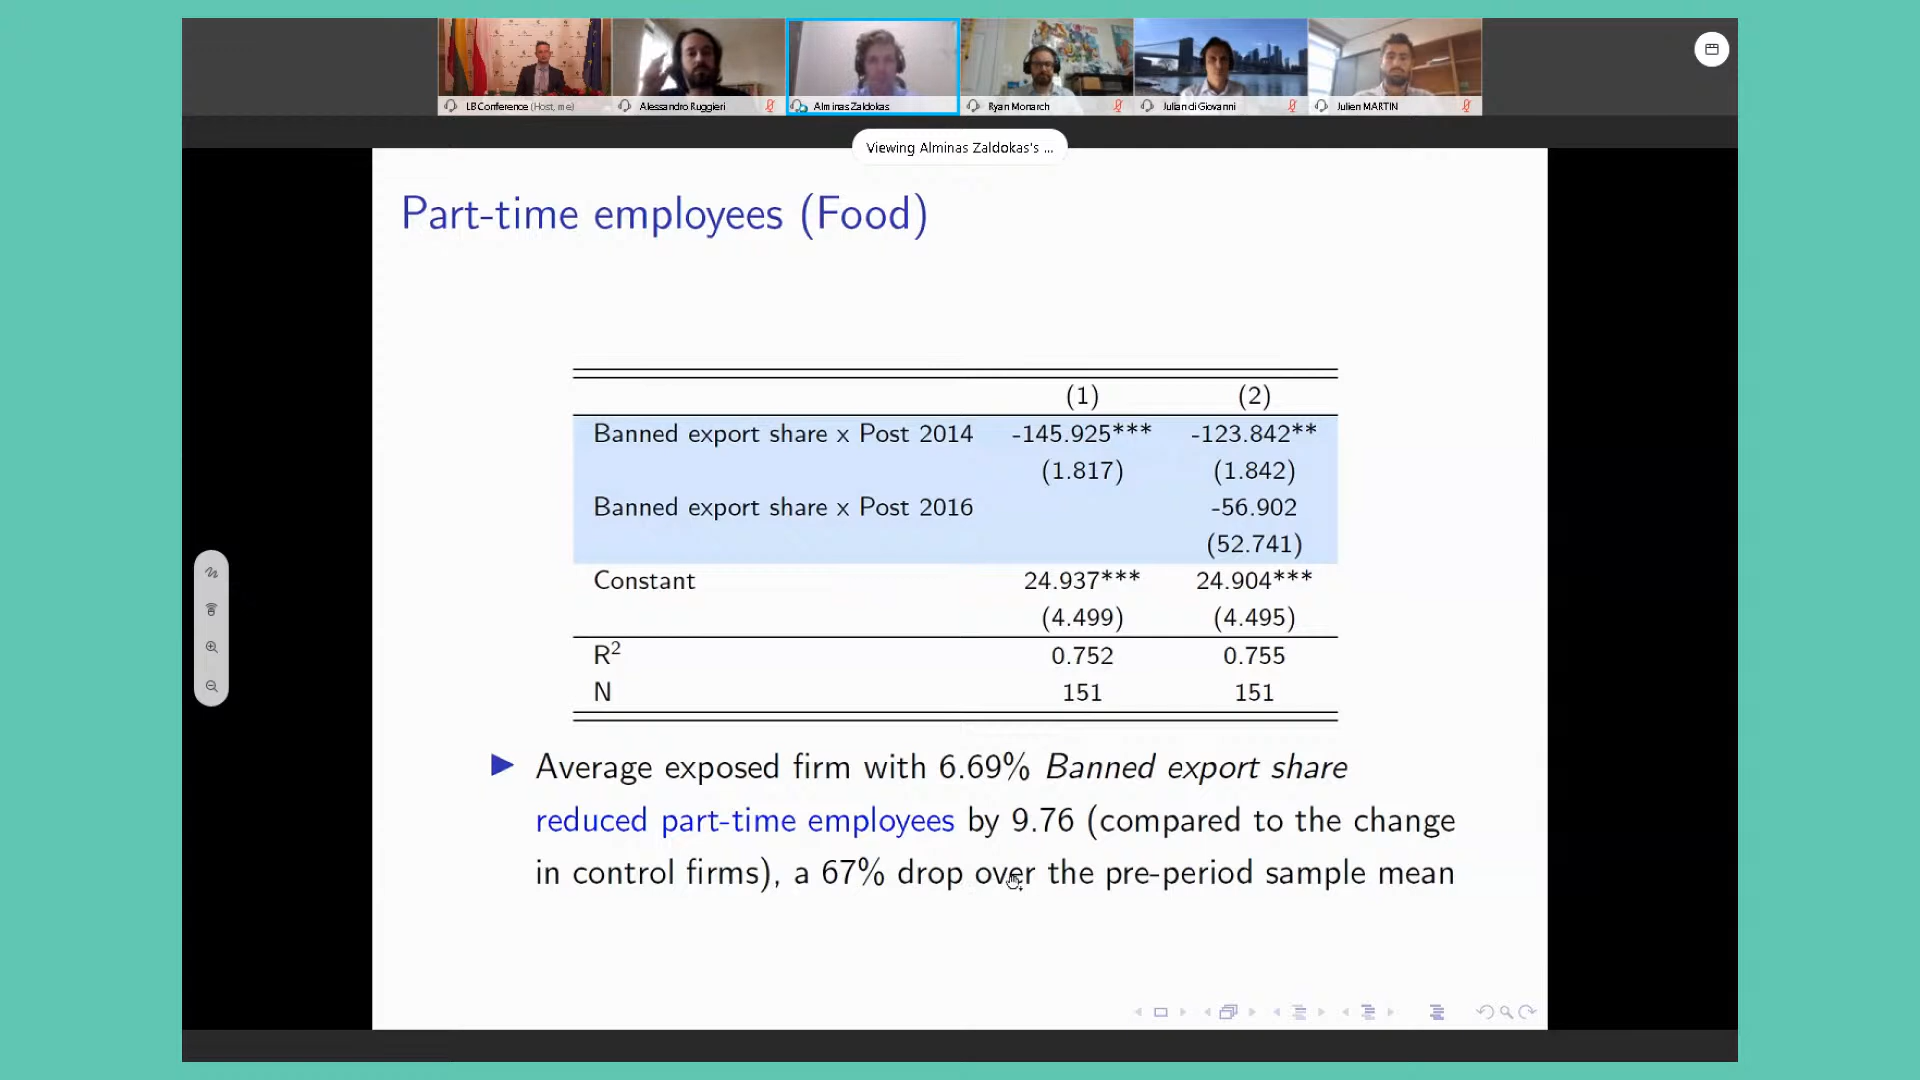 LB Conference (Host, me)
Alessandro Ruggieri
Alminas Zaldokas
Ryan Monarch
Julian di Giovanni
Julien MARTIN
Viewing Alminas Zaldokas's ...
Part-time employees (Food)
(1) (2)
Banned export share x Post 2014 -145.925*** -123.842**
(1.817) (1.842)
Banned export share x Post 2016 -56.902
(52.741)
Constant 24.937*** 24.904***
(4.499) (4.495)
R² 0.752 0.755
N 151 151
Average exposed firm with 6.69% Banned export share
reduced part-time employees by 9.76 (compared to the change
in control firms), a 67% drop over the pre-period sample mean